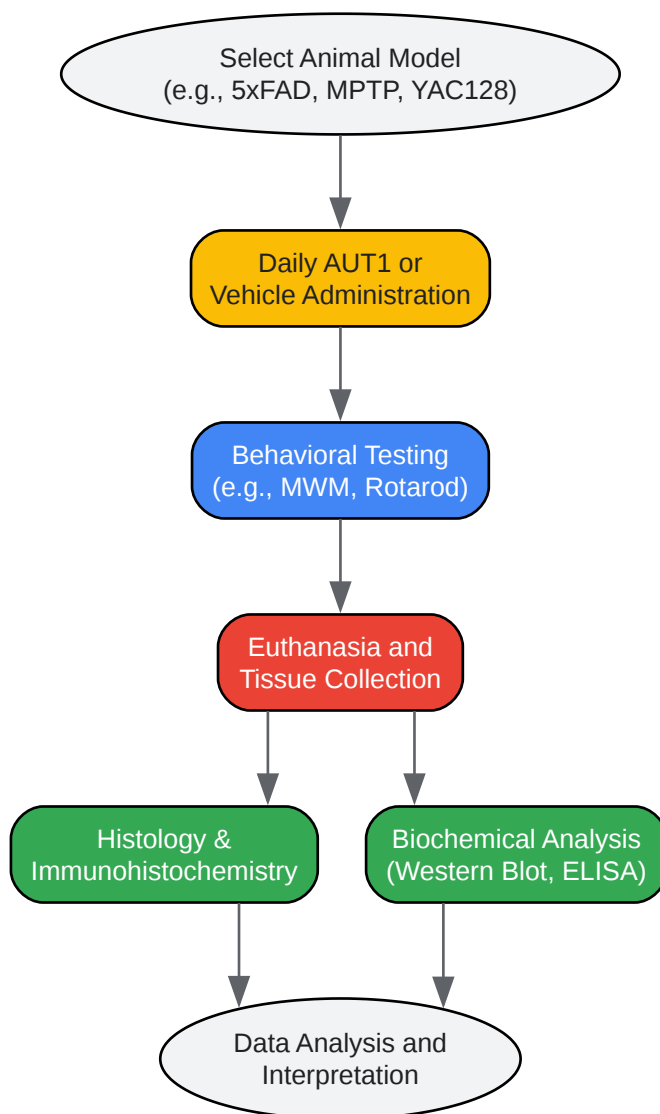 Select Animal Model
(e.g., 5xFAD, MPTP, YAC128)
Daily AUT1 or
Vehicle Administration
Behavioral Testing
(e.g., MWM, Rotarod)
Euthanasia and
Tissue Collection
Histology &
Immunohistochemistry
Biochemical Analysis
(Western Blot, ELISA)
Data Analysis and
Interpretation